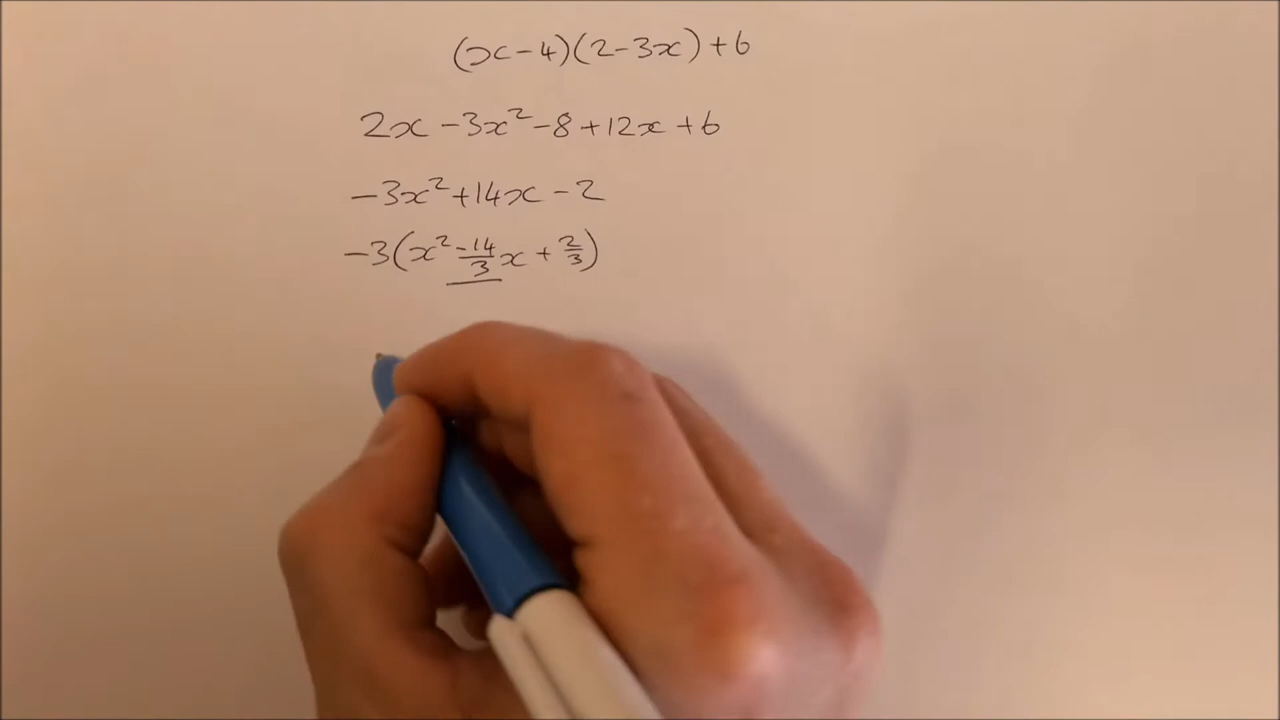 (x-4)(2-3x)+6
2x-3x²-8+12x+6
-3x²+14x-2
-3(x²-14/3x+2/3)